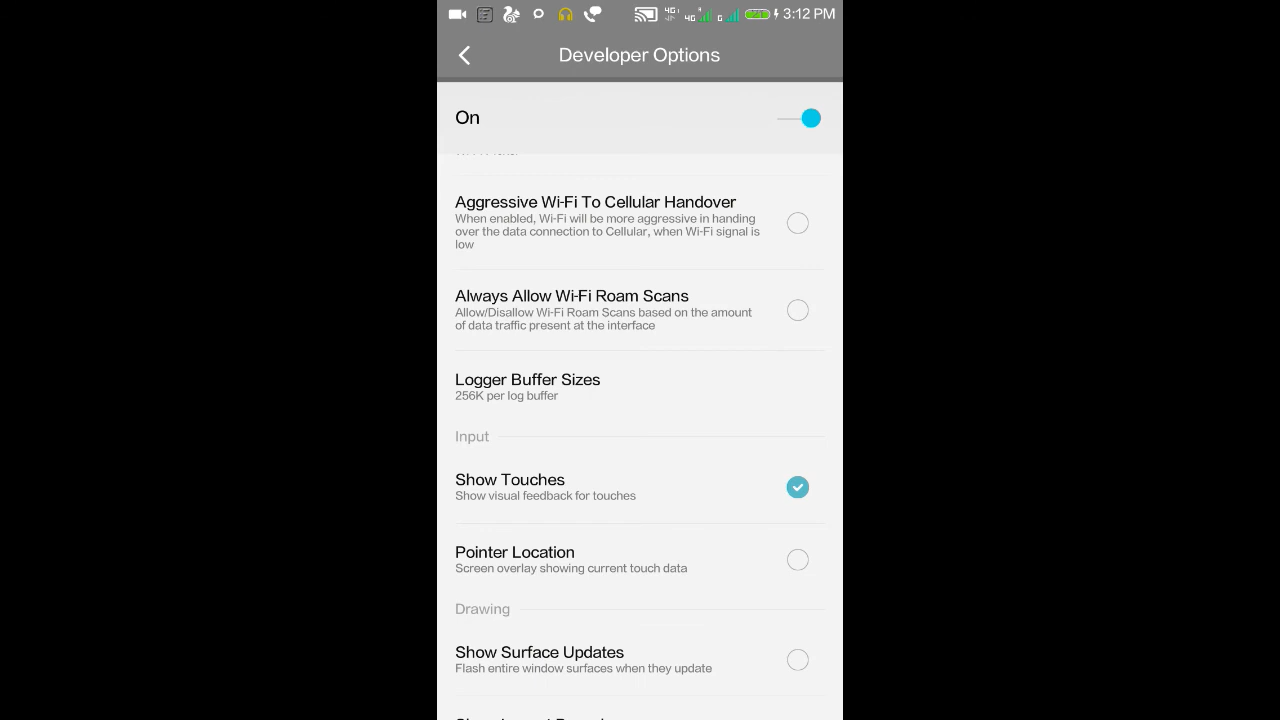 3:12 PM
Developer Options
On
Aggressive Wi-Fi To Cellular Handover
When enabled, Wi-Fi will be more aggressive in handing
over the data connection to Cellular, when Wi-Fi signal is
low
Always Allow Wi-Fi Roam Scans
Allow/Disallow Wi-Fi Roam Scans based on the amount
of data traffic present at the interface
Logger Buffer Sizes
256K per log buffer
Input
Show Touches
Show visual feedback for touches
Pointer Location
Screen overlay showing current touch data
Drawing
Show Surface Updates
Flash entire window surfaces when they update